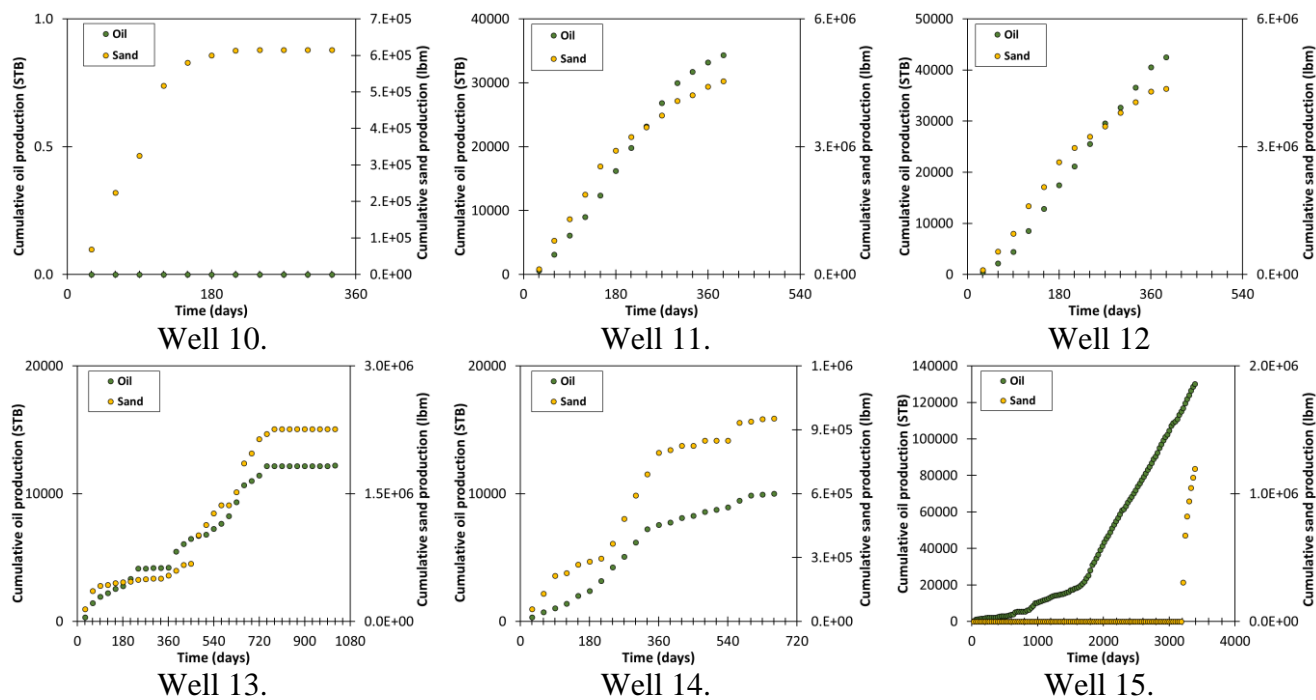 1.0
0.5
0.0
Cumulative oil production (STB)
Oil
Sand
7.E+05
6.E+05
5.E+05
4.E+05
3.E+05
2.E+05
1.E+05
0.E+00
Cumulative sand production (lbm)
0 180 360
Time (days)
Well 10.
40000
30000
20000
10000
0
Cumulative oil production (STB)
Oil
Sand
6.E+06
3.E+06
0.E+00
Cumulative sand production (lbm)
0 180 360 540
Time (days)
Well 11.
50000
40000
30000
20000
10000
0
Cumulative oil production (STB)
Oil
Sand
6.E+06
3.E+06
0.E+00
Cumulative sand production (lbm)
0 180 360 540
Time (days)
Well 12
20000
10000
0
Cumulative oil production (STB)
Oil
Sand
3.E+06
1.E+06
0.E+00
Cumulative sand production (lbm)
0 180 360 540 720 900 1080
Time (days)
Well 13.
20000
10000
0
Cumulative oil production (STB)
Oil
Sand
1.E+06
9.E+05
6.E+05
3.E+05
0.E+00
Cumulative sand production (lbm)
0 180 360 540 720
Time (days)
Well 14.
140000
120000
100000
80000
60000
40000
20000
0
Cumulative oil production (STB)
Oil
Sand
2.0E+06
1.0E+06
0.0E+00
Cumulative sand production (lbm)
0 1000 2000 3000 4000
Time (days)
Well 15.